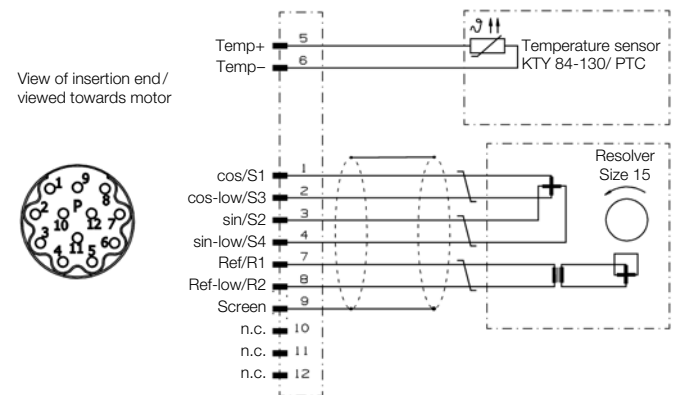 View of insertion end/
viewed towards motor
1
9
8
2
P
10
12
7
3
11
6
4
5
Temp+ 5
Temp– 6
ϑ
Temperature sensor
KTY 84-130/ PTC
cos/S1 1
cos-low/S3 2
sin/S2 3
sin-low/S4 4
Ref/R1 7
Ref-low/R2 8
Screen 9
n.c. 10
n.c. 11
n.c. 12
Resolver
Size 15